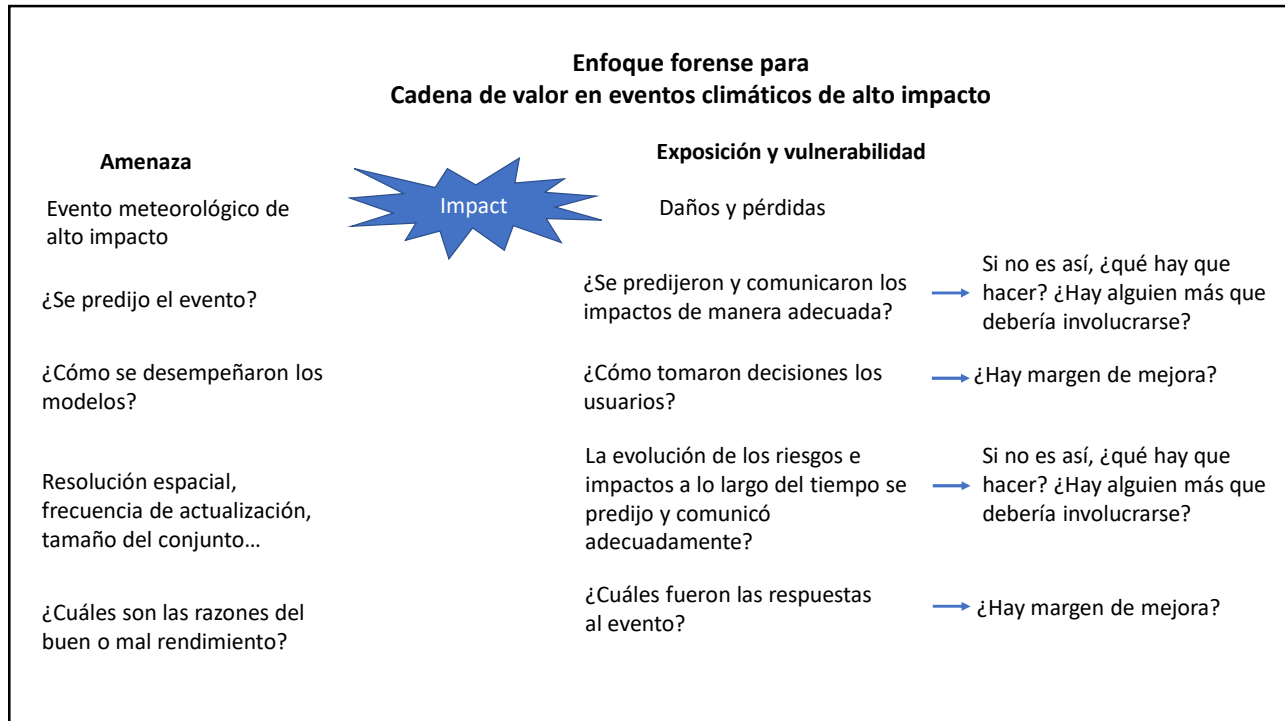 Enfoque forense para
Cadena de valor en eventos climáticos de alto impacto
Amenaza
Evento meteorológico de
alto impacto
¿Se predijo el evento?
¿Cómo se desempeñaron los
modelos?
Resolución espacial,
frecuencia de actualización,
tamaño del conjunto…
¿Cuáles son las razones del
buen o mal rendimiento?
Impact
Exposición y vulnerabilidad
Daños y pérdidas
¿Se predijeron y comunicaron los
impactos de manera adecuada?
Si no es así, ¿qué hay que
hacer? ¿Hay alguien más que
debería involucrarse?
¿Cómo tomaron decisiones los
usuarios?
¿Hay margen de mejora?
La evolución de los riesgos e
impactos a lo largo del tiempo se
predijo y comunicó
adecuadamente?
Si no es así, ¿qué hay que
hacer? ¿Hay alguien más que
debería involucrarse?
¿Cuáles fueron las respuestas
al evento?
¿Hay margen de mejora?